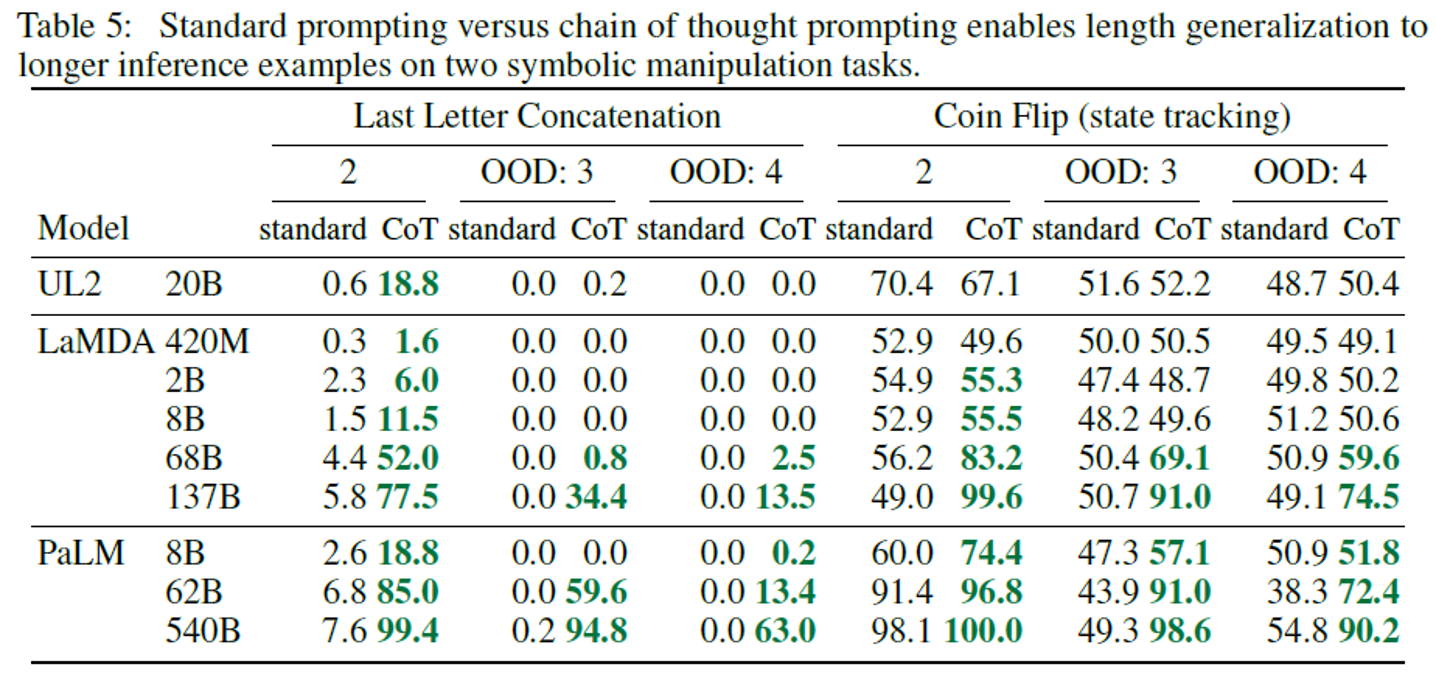 Table 5: Standard prompting versus chain of thought prompting enables length generalization to
longer inference examples on two symbolic manipulation tasks.
Last Letter Concatenation Coin Flip (state tracking)
2 OOD: 3 OOD: 4 2 OOD: 3 OOD: 4
Model standard CoT standard CoT standard CoT standard CoT standard CoT standard CoT
UL2 20B 0.6 18.8 0.0 0.2 0.0 0.0 70.4 67.1 51.6 52.2 48.7 50.4
LaMDA 420M 0.3 1.6 0.0 0.0 0.0 0.0 52.9 49.6 50.0 50.5 49.5 49.1
2B 2.3 6.0 0.0 0.0 0.0 0.0 54.9 55.3 47.4 48.7 49.8 50.2
8B 1.5 11.5 0.0 0.0 0.0 0.0 52.9 55.5 48.2 49.6 51.2 50.6
68B 4.4 52.0 0.0 0.8 0.0 2.5 56.2 83.2 50.4 69.1 50.9 59.6
137B 5.8 77.5 0.0 34.4 0.0 13.5 49.0 99.6 50.7 91.0 49.1 74.5
PaLM 8B 2.6 18.8 0.0 0.0 0.0 0.2 60.0 74.4 47.3 57.1 50.9 51.8
62B 6.8 85.0 0.0 59.6 0.0 13.4 91.4 96.8 43.9 91.0 38.3 72.4
540B 7.6 99.4 0.2 94.8 0.0 63.0 98.1 100.0 49.3 98.6 54.8 90.2